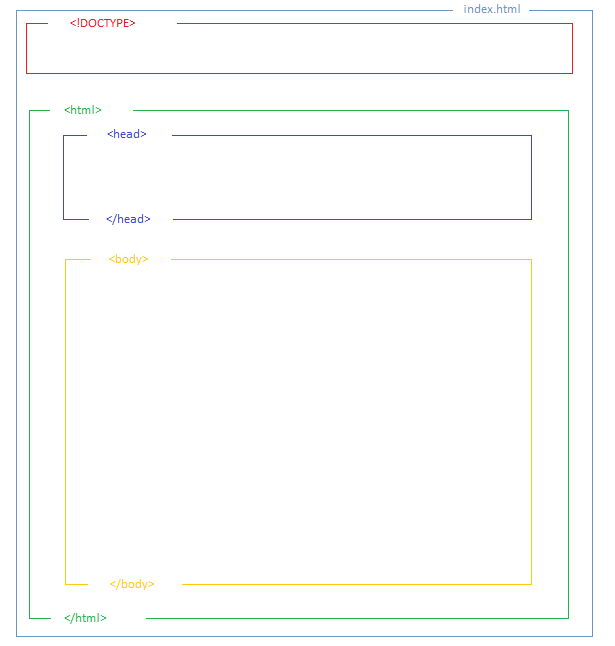 index.html
<!DOCTYPE>
<html>
<head>
</head>
<body>
</body>
</html>